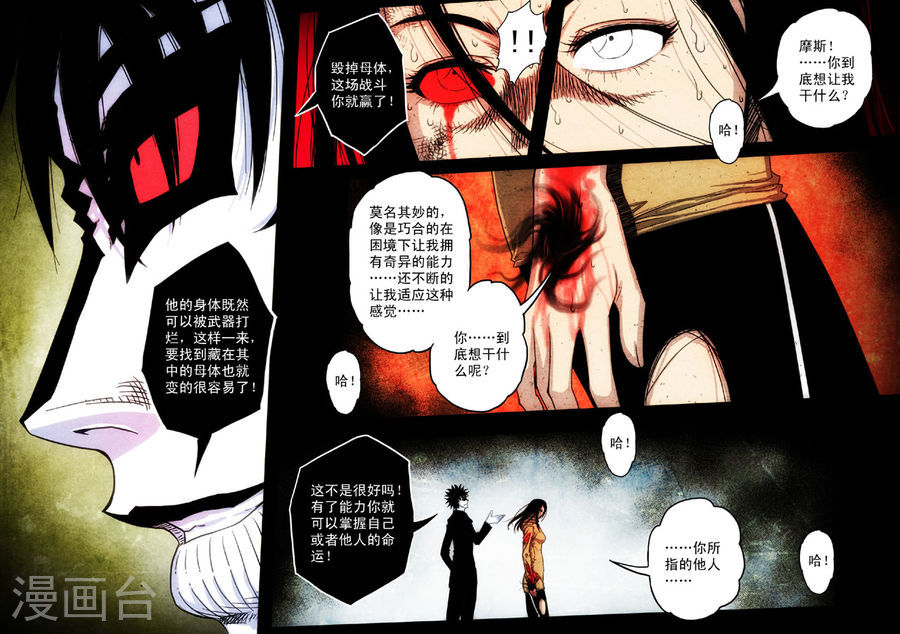 他的身体既然
可以被武器打
烂，这样一来，
要找到藏在其
中的母体也就
变的很容易了！
毁掉母体，
这场战斗
你就赢了！
！！
摩斯！
……你到
底想让我
干什么？
哈！
莫名其妙的，
像是巧合的在
困境下让我拥
有奇异的能力
……还不断的
让我适应这种
感觉……
你……到
底想干什
么呢？
哈！
哈！
这不是很好吗！
有了能力你就
可以掌握自己
或者他人的命
运！
……你所
指的他人
……
哈！
漫画台